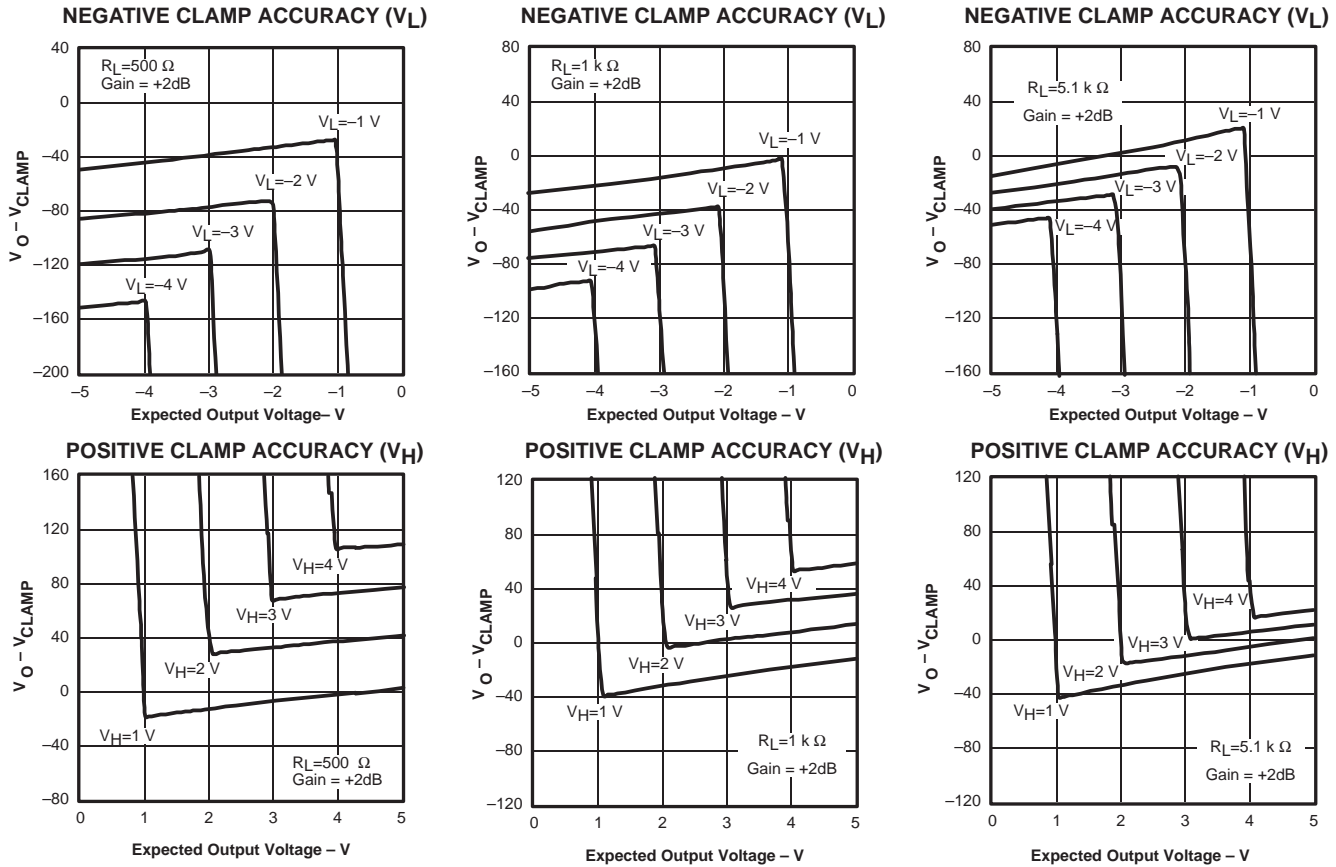 NEGATIVE CLAMP ACCURACY (VL)
40
0
–40
–80
–120
–160
–200
VO – VCLAMP
RL=500 Ω
Gain = +2dB
VL=–1 V
VL=–2 V
VL=–3 V
VL=–4 V
–5 –4 –3 –2 –1 0
Expected Output Voltage– V
NEGATIVE CLAMP ACCURACY (VL)
80
40
0
–40
–80
–120
–160
VO – VCLAMP
RL=1 k Ω
Gain = +2dB
VL=–1 V
VL=–2 V
VL=–3 V
VL=–4 V
–5 –4 –3 –2 –1 0
Expected Output Voltage – V
NEGATIVE CLAMP ACCURACY (VL)
80
40
0
–40
–80
–120
–160
VO – VCLAMP
RL=5.1 k Ω
Gain = +2dB
VL=–1 V
VL=–2 V
VL=–3 V
VL=–4 V
–5 –4 –3 –2 –1 0
Expected Output Voltage – V
POSITIVE CLAMP ACCURACY (VH)
160
120
80
40
0
–40
–80
VO – VCLAMP
VH=4 V
VH=3 V
VH=2 V
VH=1 V
RL=500 Ω
Gain = +2dB
0 1 2 3 4 5
Expected Output Voltage – V
POSITIVE CLAMP ACCURACY (VH)
120
80
40
0
–40
–80
–120
VO – VCLAMP
VH=4 V
VH=3 V
VH=2 V
VH=1 V
RL=1 k Ω
Gain = +2dB
0 1 2 3 4 5
Expected Output Voltage – V
POSITIVE CLAMP ACCURACY (VH)
120
80
40
0
–40
–80
–120
VO – VCLAMP
VH=4 V
VH=3 V
VH=2 V
VH=1 V
RL=5.1 k Ω
Gain = +2dB
0 1 2 3 4 5
Expected Output Voltage – V